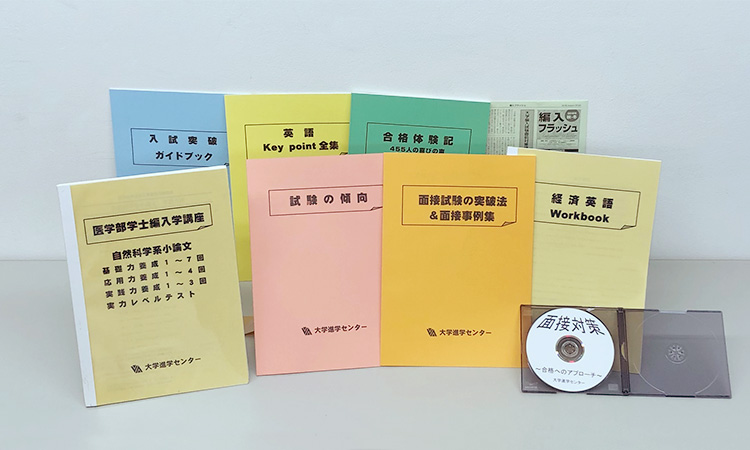 入試突破
ガイドブック
英語
Key point全集
合格体験記
455人の喜びの声
編入
フラッシュ
医学部学士編入学講座
自然科学系小論文
基礎力養成1～7回
応用力養成1～4回
実践力養成1～3回
実力レベルテスト
大学進学センター
試験の傾向
大学進学センター
面接試験の突破法
&面接事例集
大学進学センター
経済英語
Workbook
面接対策
～合格へのアプローチ～
大学進学センター